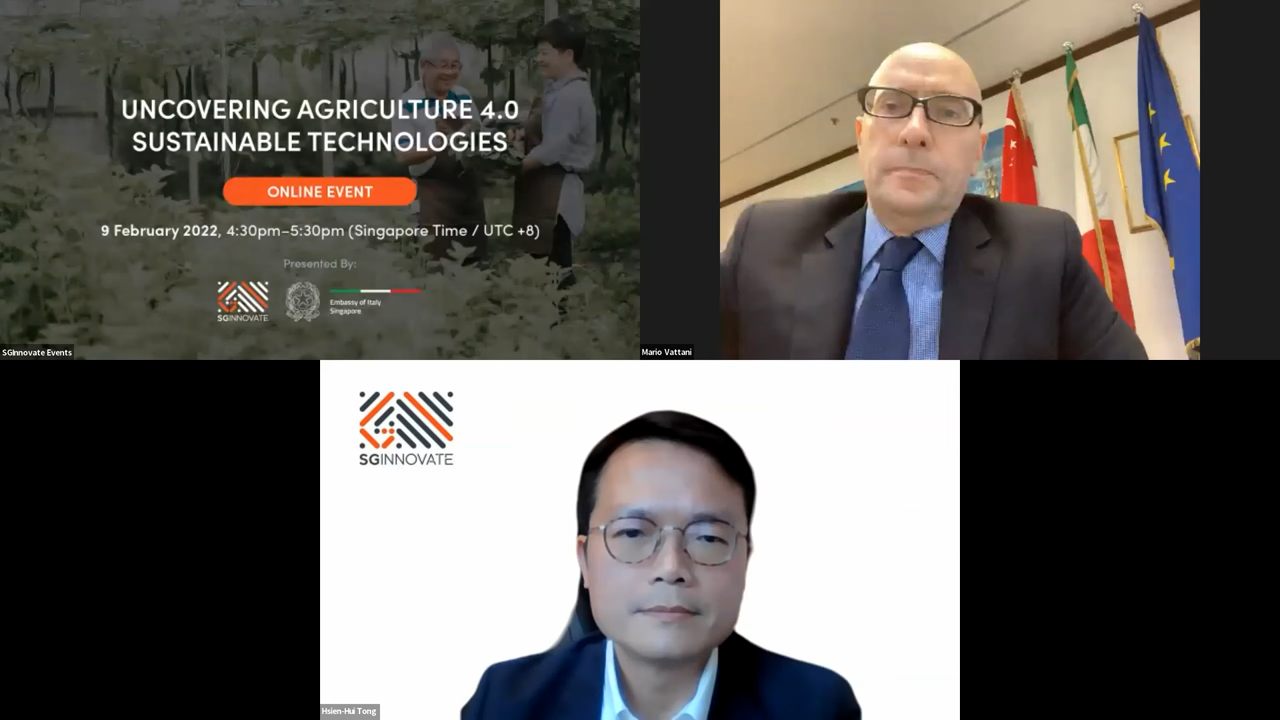 UNCOVERING AGRICULTURE 4.0
SUSTAINABLE TECHNOLOGIES
ONLINE EVENT
9 February 2022, 4:30pm–5:30pm (Singapore Time / UTC +8)
Presented By:
SGINNOVATE
Embassy of Italy
Singapore
SGInnovate Events
Mario Vattani
SGINNOVATE
Hsien-Hui Tong